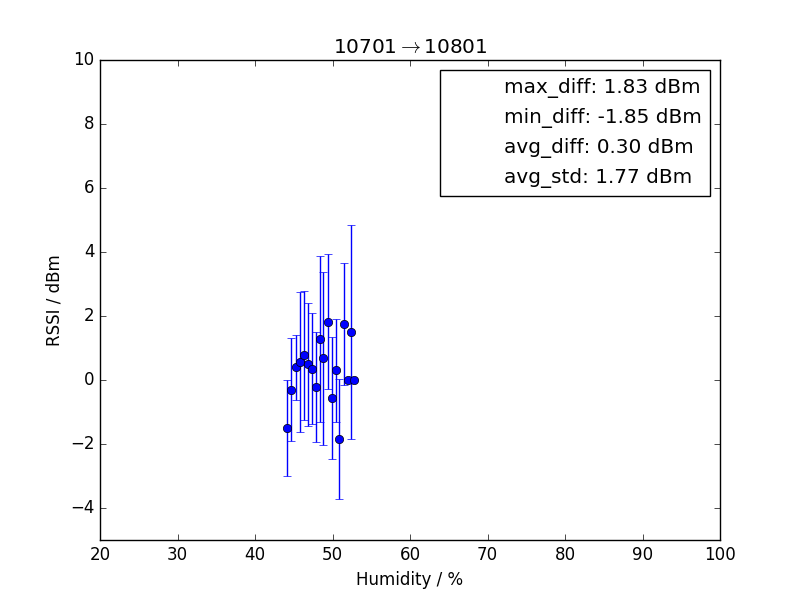 10701→10801
max_diff: 1.83 dBm
min_diff: -1.85 dBm
avg_diff: 0.30 dBm
avg_std: 1.77 dBm
10
8
6
4
2
0
−2
−4
RSSI / dBm
20 30 40 50 60 70 80 90 100
Humidity / %